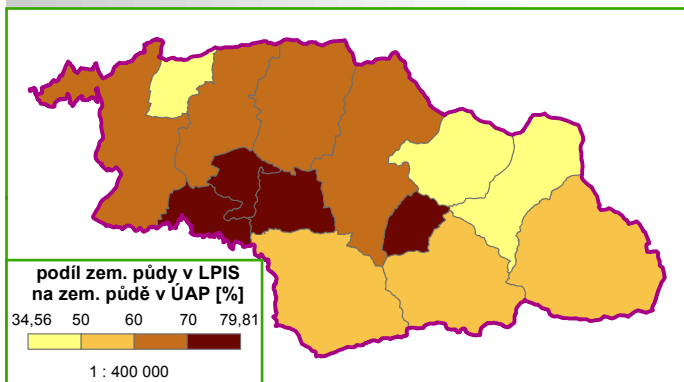 podíl zem. půdy v LPIS
na zem. půdě v ÚAP [%]
34,56 50 60 70 79,81
1 : 400 000